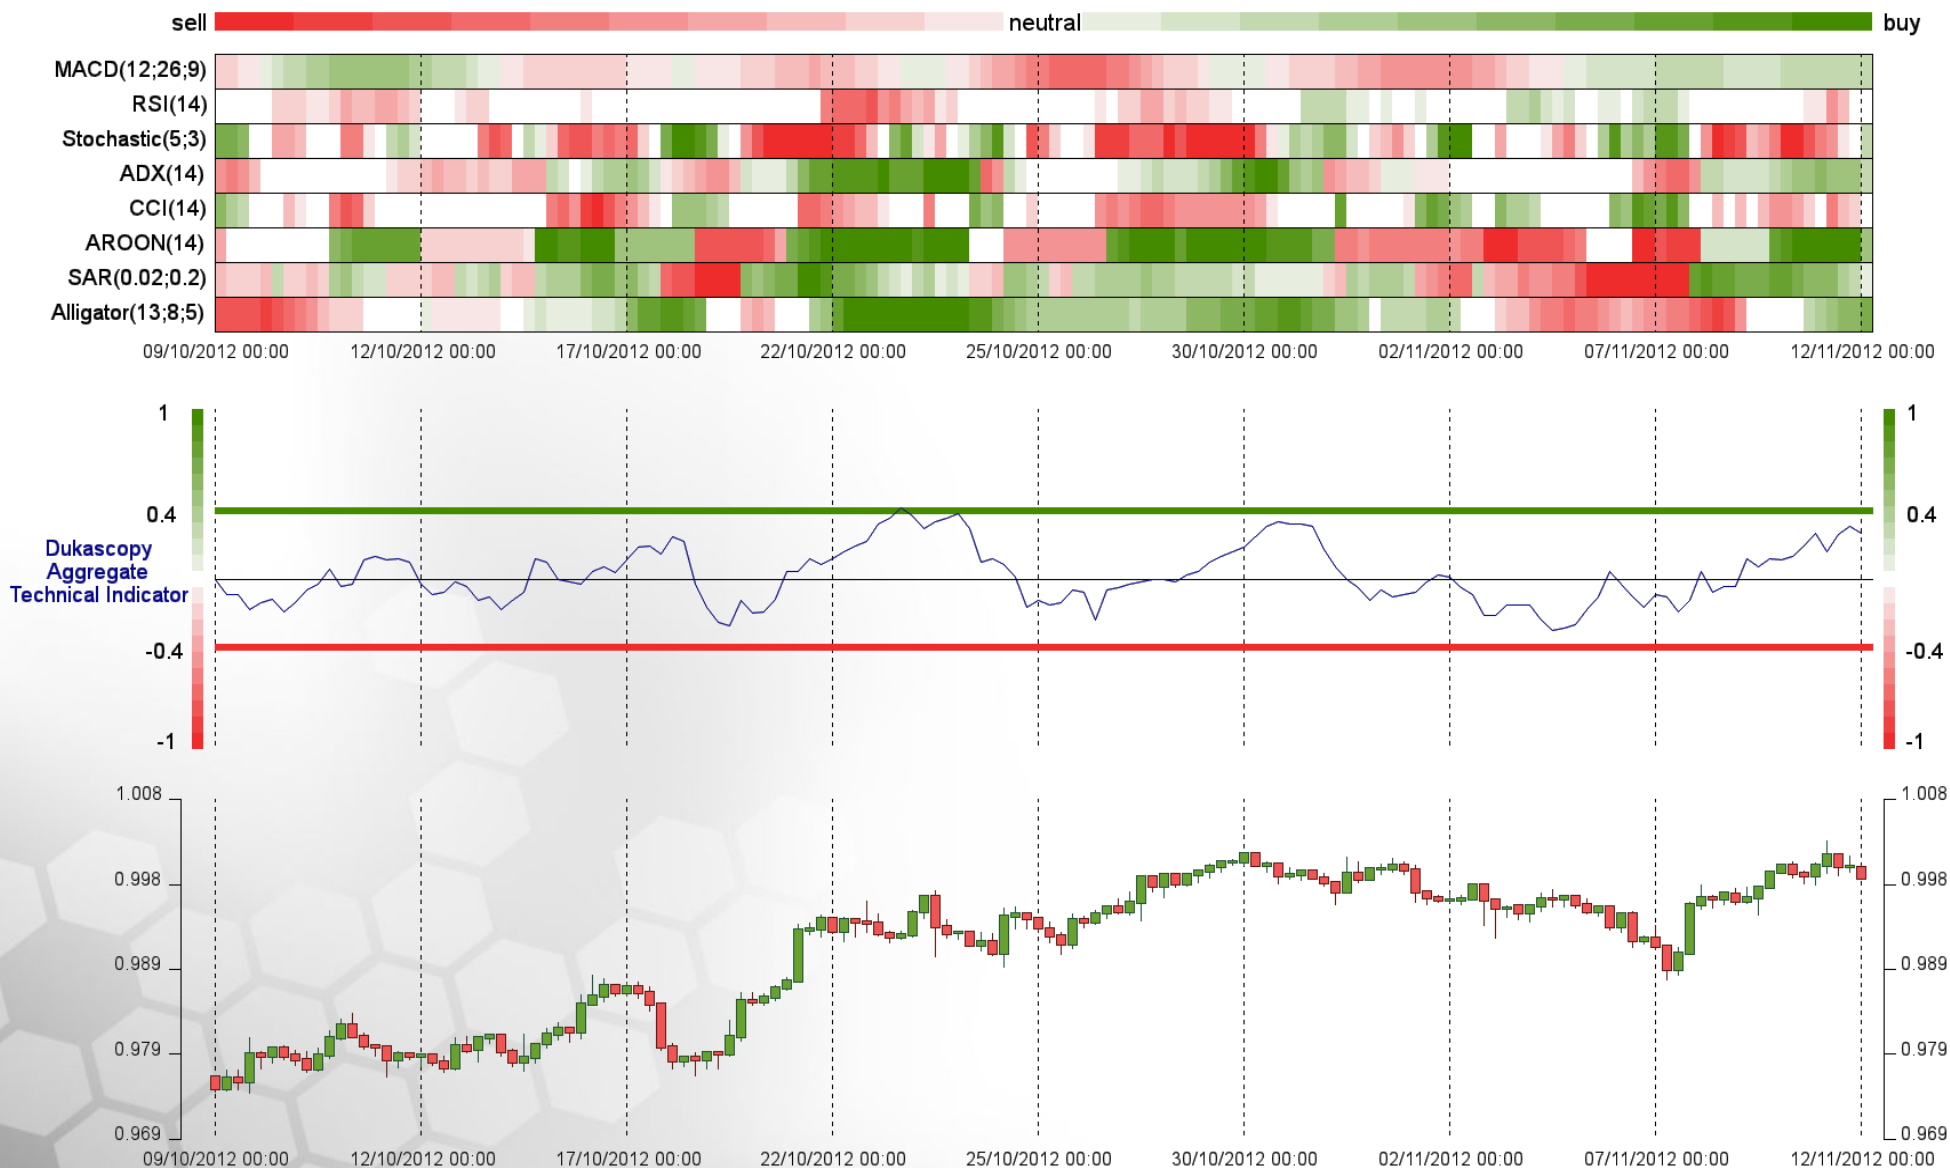 sell neutral buy
MACD(12;26;9)
RSI(14)
Stochastic(5;3)
ADX(14)
CCI(14)
AROON(14)
SAR(0.02;0.2)
Alligator(13;8;5)
09/10/2012 00:00 12/10/2012 00:00 17/10/2012 00:00 22/10/2012 00:00 25/10/2012 00:00 30/10/2012 00:00 02/11/2012 00:00 07/11/2012 00:00 12/11/2012 00:00
1 1
0.4 0.4
Dukascopy
Aggregate
Technical Indicator
-0.4 -0.4
-1 -1
1.008 1.008
0.998 0.998
0.989 0.989
0.979 0.979
0.969 0.969
09/10/2012 00:00 12/10/2012 00:00 17/10/2012 00:00 22/10/2012 00:00 25/10/2012 00:00 30/10/2012 00:00 02/11/2012 00:00 07/11/2012 00:00 12/11/2012 00:00